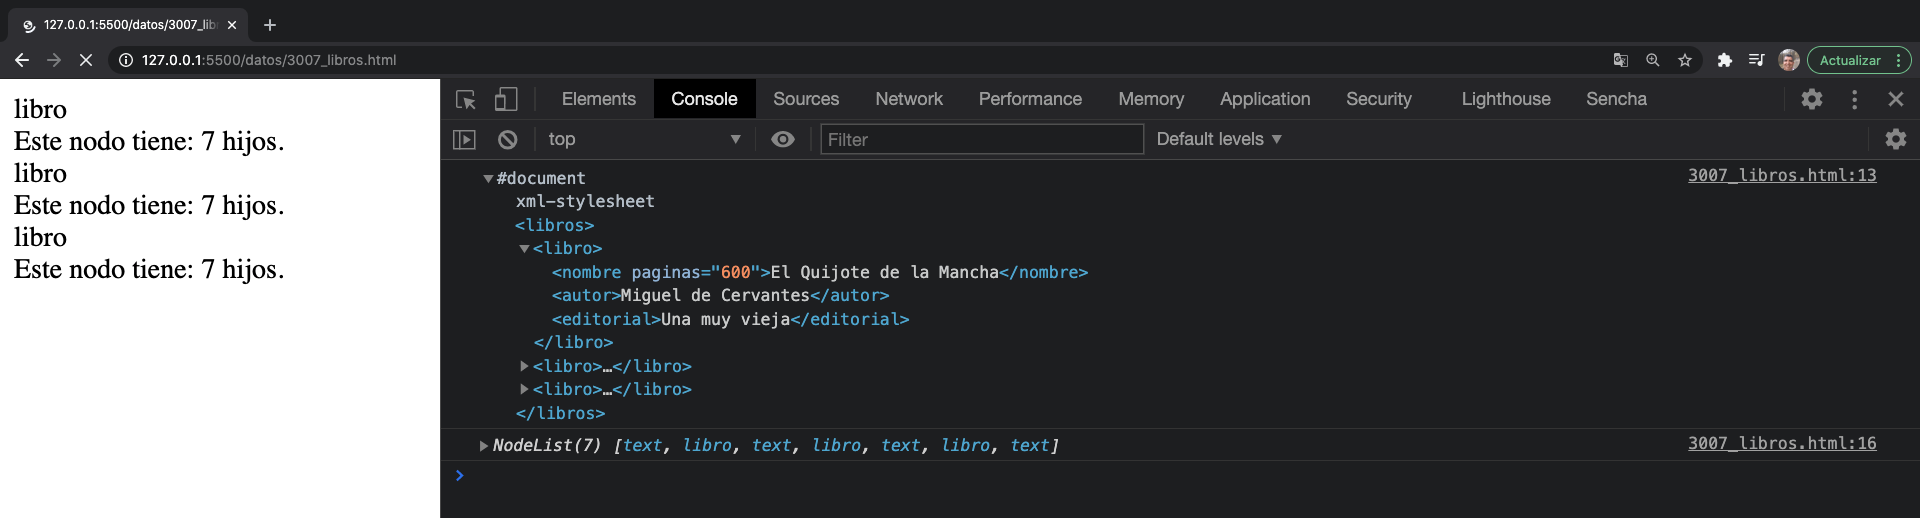 127.0.0.1:5500/datos/3007_lib
127.0.0.1:5500/datos/3007_libros.html
Actualizar
libro
Este nodo tiene: 7 hijos.
libro
Este nodo tiene: 7 hijos.
libro
Este nodo tiene: 7 hijos.
Elements Console Sources Network Performance Memory Application Security Lighthouse Sencha
top Filter Default levels
#document 3007_libros.html:13
xml-stylesheet
<libros>
<libro>
<nombre paginas="600">El Quijote de la Mancha</nombre>
<autor>Miguel de Cervantes</autor>
<editorial>Una muy vieja</editorial>
</libro>
<libro>…</libro>
<libro>…</libro>
</libros>
NodeList(7) [text, libro, text, libro, text, libro, text] 3007_libros.html:16